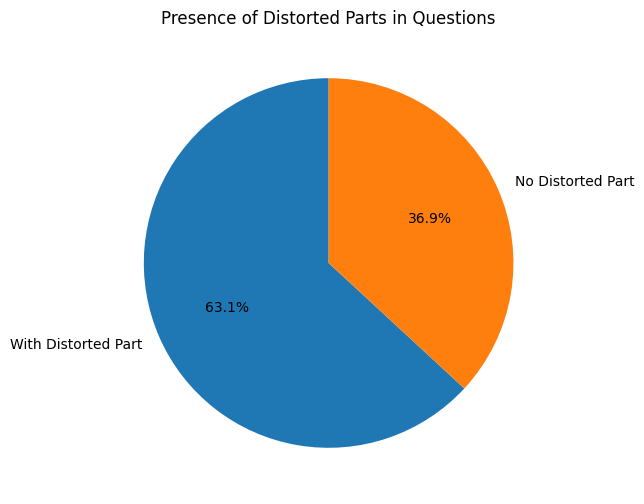 Presence of Distorted Parts in Questions
No Distorted Part
36.9%
63.1%
With Distorted Part